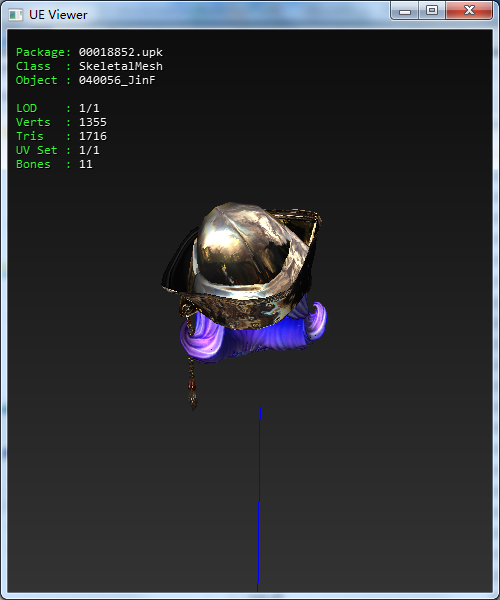 UE Viewer
Package: 00018852.upk
Class  : SkeletalMesh
Object : 040056_JinF
LOD    : 1/1
Verts  : 1355
Tris   : 1716
UV Set : 1/1
Bones  : 11